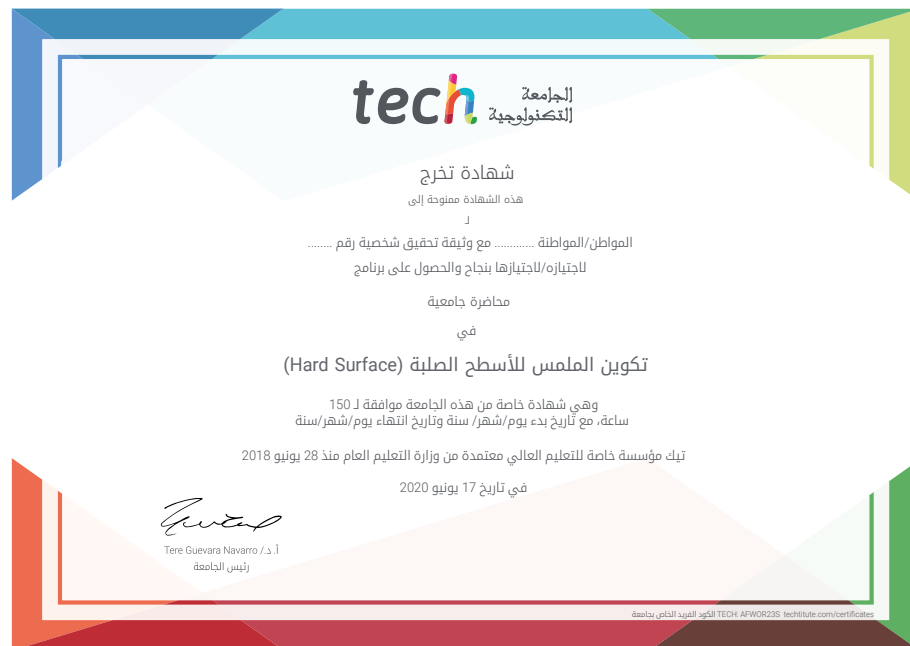 tech الجامعة
التكنولوجية
شهادة تخرج
هذه الشهادة ممنوحة إلى
لـ
المواطن/المواطنة ............ مع وثيقة تحقيق شخصية رقم ........
لاجتيازه/لاجتيازها بنجاح والحصول على برنامج
محاضرة جامعية
في
تكوين الملمس للأسطح الصلبة (Hard Surface)
وهي شهادة خاصة من هذه الجامعة موافقة لـ 150
ساعة، مع تاريخ بدء يوم/شهر/ سنة وتاريخ انتهاء يوم/شهر/سنة
تيك مؤسسة خاصة للتعليم العالي معتمدة من وزارة التعليم العام منذ 28 يونيو 2018
في تاريخ 17 يونيو 2020
أ.د./ Tere Guevara Navarro
رئيس الجامعة
الكود الفريد الخاص بجامعة TECH: AFWOR23S techtitute.com/certificates